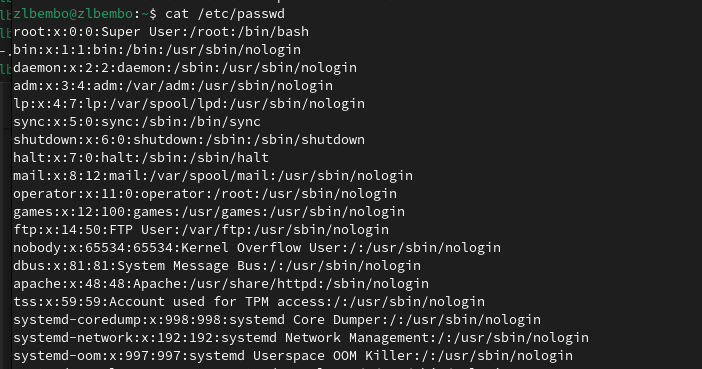 zlbembo@zlbembo:~$ cat /etc/passwd
root:x:0:0:Super User:/root:/bin/bash
bin:x:1:1:bin:/bin:/usr/sbin/nologin
daemon:x:2:2:daemon:/sbin:/usr/sbin/nologin
adm:x:3:4:adm:/var/adm:/usr/sbin/nologin
lp:x:4:7:lp:/var/spool/lpd:/usr/sbin/nologin
sync:x:5:0:sync:/sbin:/bin/sync
shutdown:x:6:0:shutdown:/sbin:/sbin/shutdown
halt:x:7:0:halt:/sbin:/sbin/halt
mail:x:8:12:mail:/var/spool/mail:/usr/sbin/nologin
operator:x:11:0:operator:/root:/usr/sbin/nologin
games:x:12:100:games:/usr/games:/usr/sbin/nologin
ftp:x:14:50:FTP User:/var/ftp:/usr/sbin/nologin
nobody:x:65534:65534:Kernel Overflow User:/:/usr/sbin/nologin
dbus:x:81:81:System Message Bus:/:/usr/sbin/nologin
apache:x:48:48:Apache:/usr/share/httpd:/sbin/nologin
tss:x:59:59:Account used for TPM access:/:/usr/sbin/nologin
systemd-coredump:x:998:998:systemd Core Dumper:/:/usr/sbin/nologin
systemd-network:x:192:192:systemd Network Management:/:/usr/sbin/nologin
systemd-oom:x:997:997:systemd Userspace OOM Killer:/:/usr/sbin/nologin